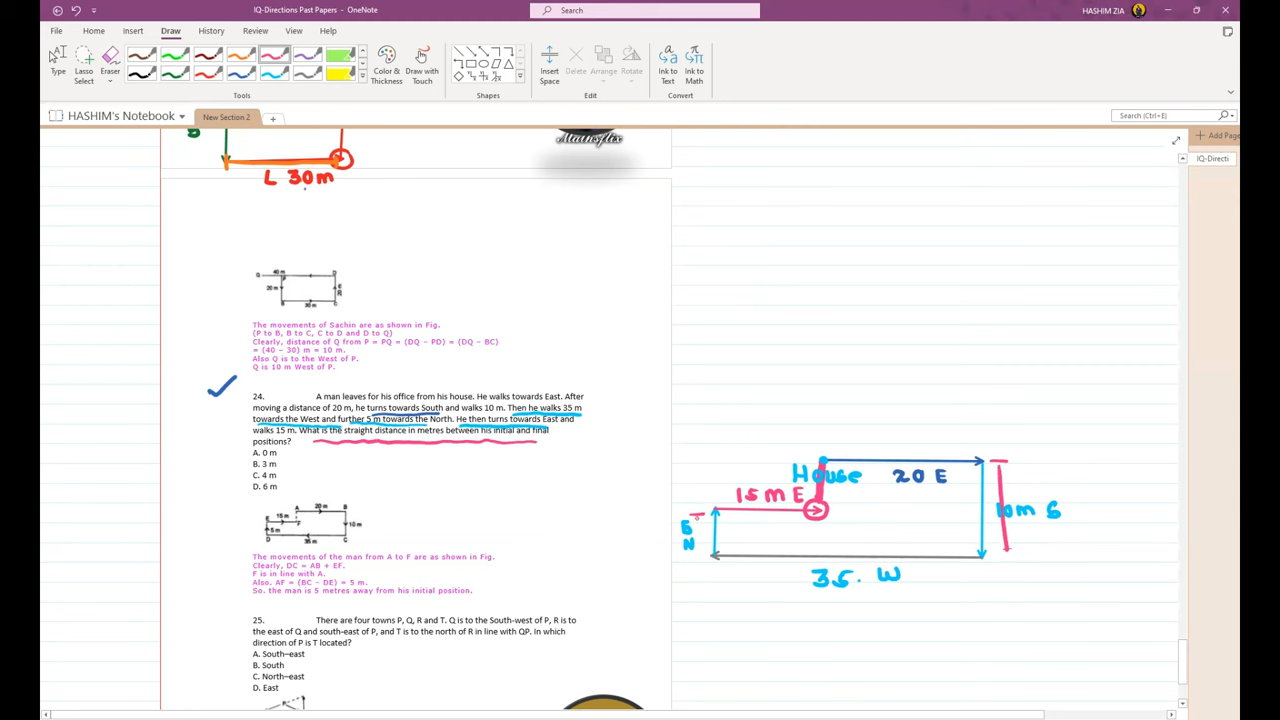 IQ-Directions Past Papers - OneNote
Search
HASHIM ZIA
File
Home
Insert
Draw
History
Review
View
Help
Type
Lasso
Select
Eraser
Color &
Thickness
Draw with
Touch
Insert
Space
Delete
Arrange
Rotate
Ink to
Text
Ink to
Math
Tools
Shapes
Edit
Convert
HASHIM's Notebook
New Section 2
Search (Ctrl+E)
Add Page
IQ-Directi
Mathsflix
L 30m
Q 40 m P D
20 m
B 30 m
The movements of Sachin are as shown in Fig.
(P to B, B to C, C to D and D to Q)
Clearly, distance of Q from P = PQ = (DQ – PD) = (DQ – BC)
= (40 – 30) m = 10 m.
Also Q is to the West of P.
Q is 10 m West of P.
24. A man leaves for his office from his house. He walks towards East. After
moving a distance of 20 m, he turns towards South and walks 10 m. Then he walks 35 m
towards the West and further 5 m towards the North. He then turns towards East and
walks 15 m. What is the straight distance in metres between his initial and final
positions?
A. 0 m
B. 3 m
C. 4 m
D. 6 m
A 20 m B
15 m
E F 10 m
5 m
D 35 m C
The movements of the man from A to F are as shown in Fig.
Clearly, DC = AB + EF.
F is in line with A.
Also. AF = (BC – DE) = 5 m.
So. the man is 5 metres away from his initial position.
House 20 E
15 m E
10m S
5
N
35. W
25. There are four towns P, Q, R and T. Q is to the South-west of P, R is to
the east of Q and south-east of P, and T is to the north of R in line with QP. In which
direction of P is T located?
A. South–east
B. South
C. North–east
D. East